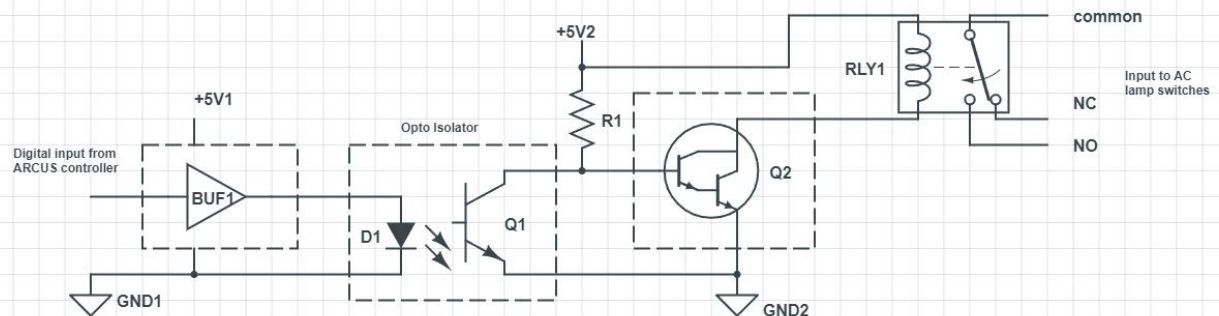 common
+5V2
RLY1
Input to AC
lamp switches
+5V1
NC
R1
Opto Isolator
NO
Digital input from
ARCUS controller
Q2
BUF1
Q1
D1
GND1
GND2